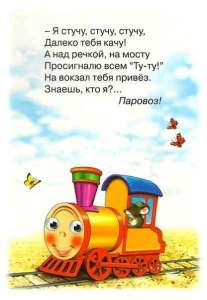 – Я стучу, стучу, стучу,
Далеко тебя качу!
А над речкой, на мосту
Просигналю всем "Ту-ту!"
На вокзал тебя привёз.
Знаешь, кто я?...
Паровоз!